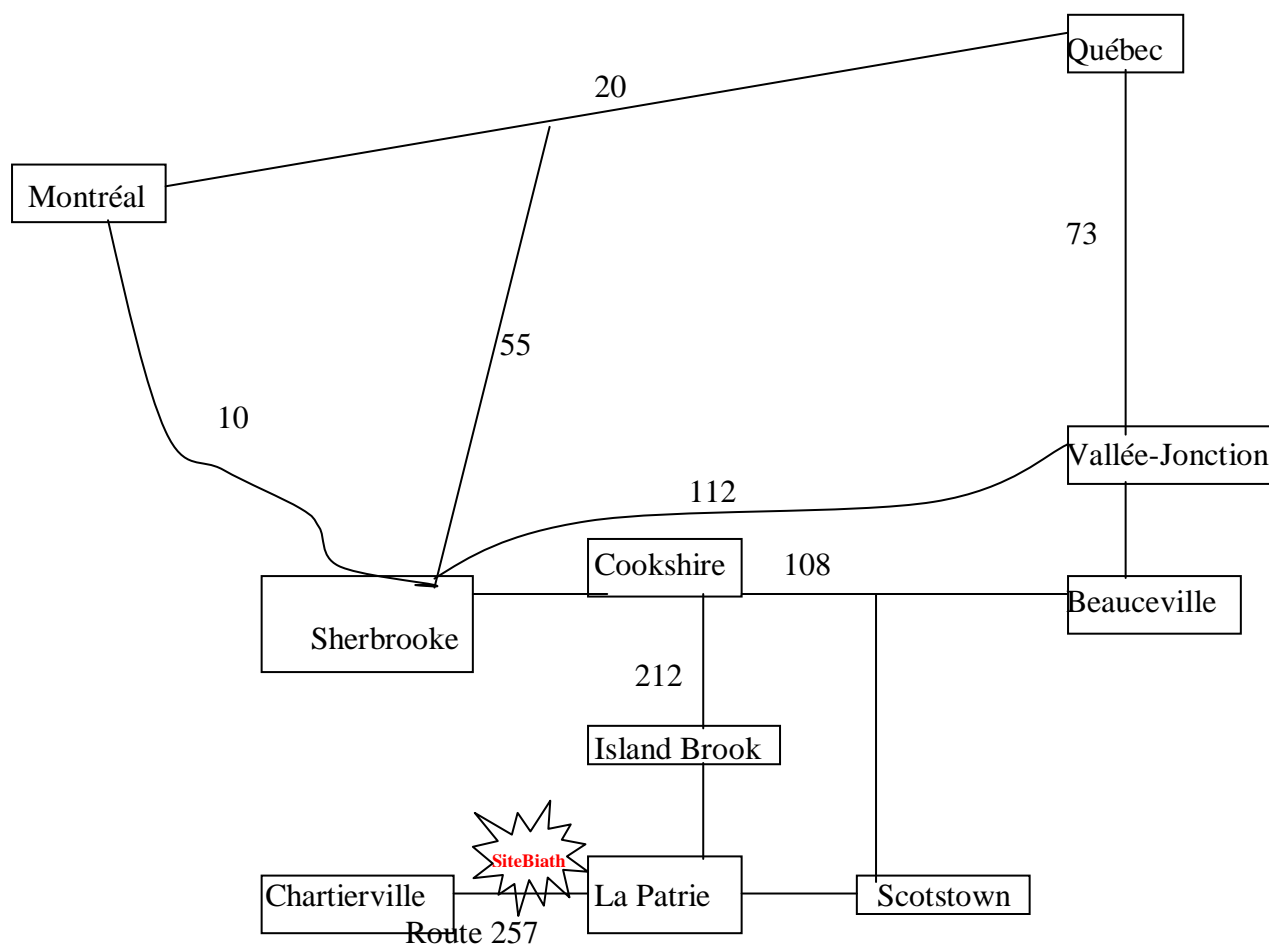 Québec
20
Montréal
73
55
10
Vallée-Jonction
112
Cookshire
108
Beauceville
Sherbrooke
212
Island Brook
SiteBiath
Chartierville
La Patrie
Scotstown
Route 257